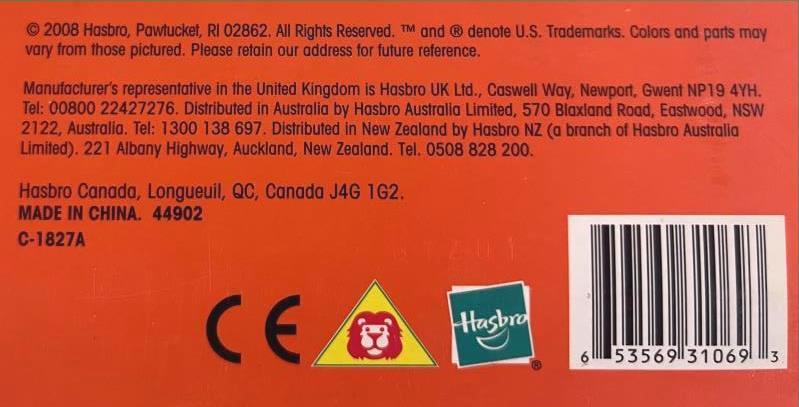 © 2008 Hasbro, Pawtucket, RI 02862. All Rights Reserved. ™ and ® denote U.S. Trademarks. Colors and parts may
vary from those pictured. Please retain our address for future reference.
Manufacturer's representative in the United Kingdom is Hasbro UK Ltd., Caswell Way, Newport, Gwent NP19 4YH.
Tel: 00800 22427276. Distributed in Australia by Hasbro Australia Limited, 570 Blaxland Road, Eastwood, NSW
2122, Australia. Tel: 1300 138 697. Distributed in New Zealand by Hasbro NZ (a branch of Hasbro Australia
Limited). 221 Albany Highway, Auckland, New Zealand. Tel. 0508 828 200.
Hasbro Canada, Longueuil, QC, Canada J4G 1G2.
MADE IN CHINA. 44902
C-1827A
CE
Hasbro ®
6 53569 31069 3